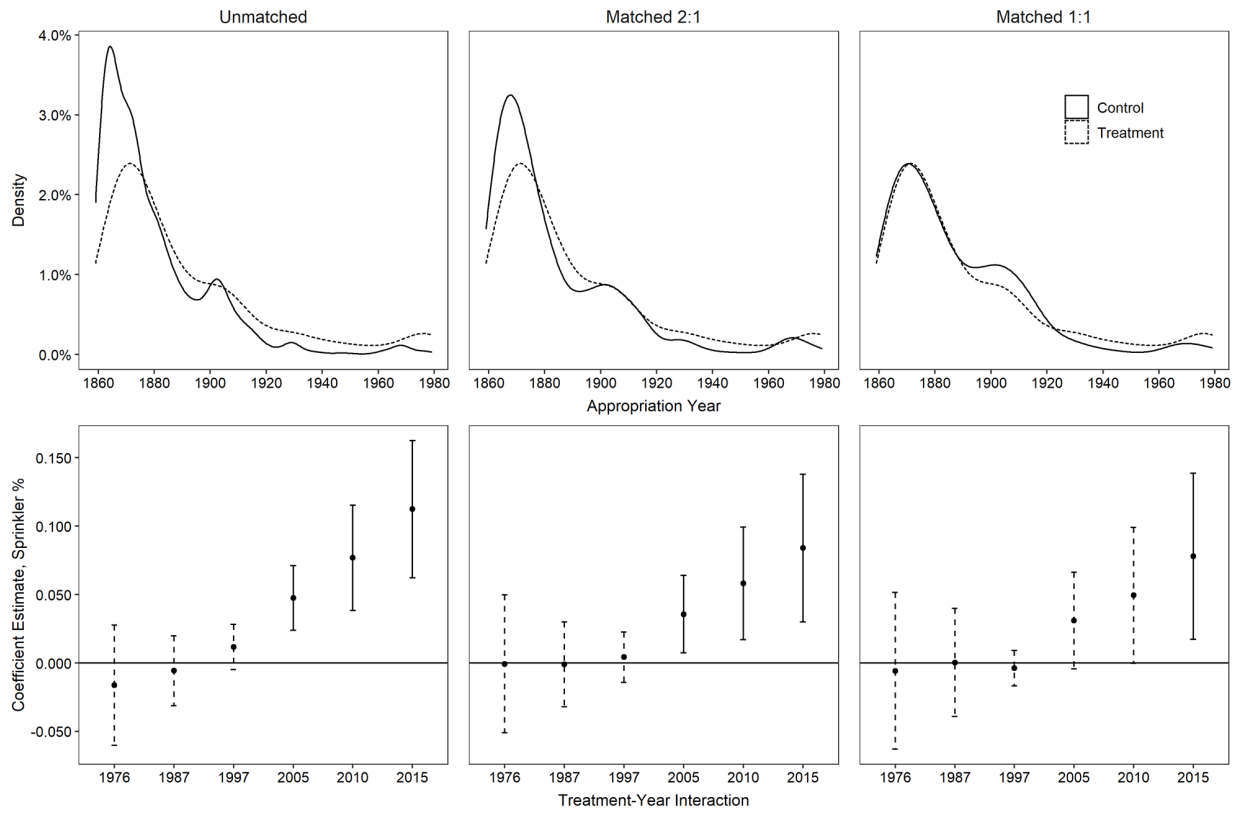 Unmatched
Matched 2:1
Matched 1:1
4.0%
3.0%
2.0%
1.0%
0.0%
Density
Control
Treatment
1860 1880 1900 1920 1940 1960 1980
1860 1880 1900 1920 1940 1960 1980
1860 1880 1900 1920 1940 1960 1980
Appropriation Year
0.150
0.100
0.050
0.000
-0.050
Coefficient Estimate, Sprinkler %
1976 1987 1997 2005 2010 2015
1976 1987 1997 2005 2010 2015
1976 1987 1997 2005 2010 2015
Treatment-Year Interaction